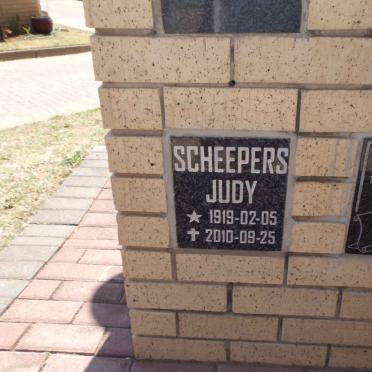 SCHEEPERS
JUDY
★ 1919-02-05
✝ 2010-09-25